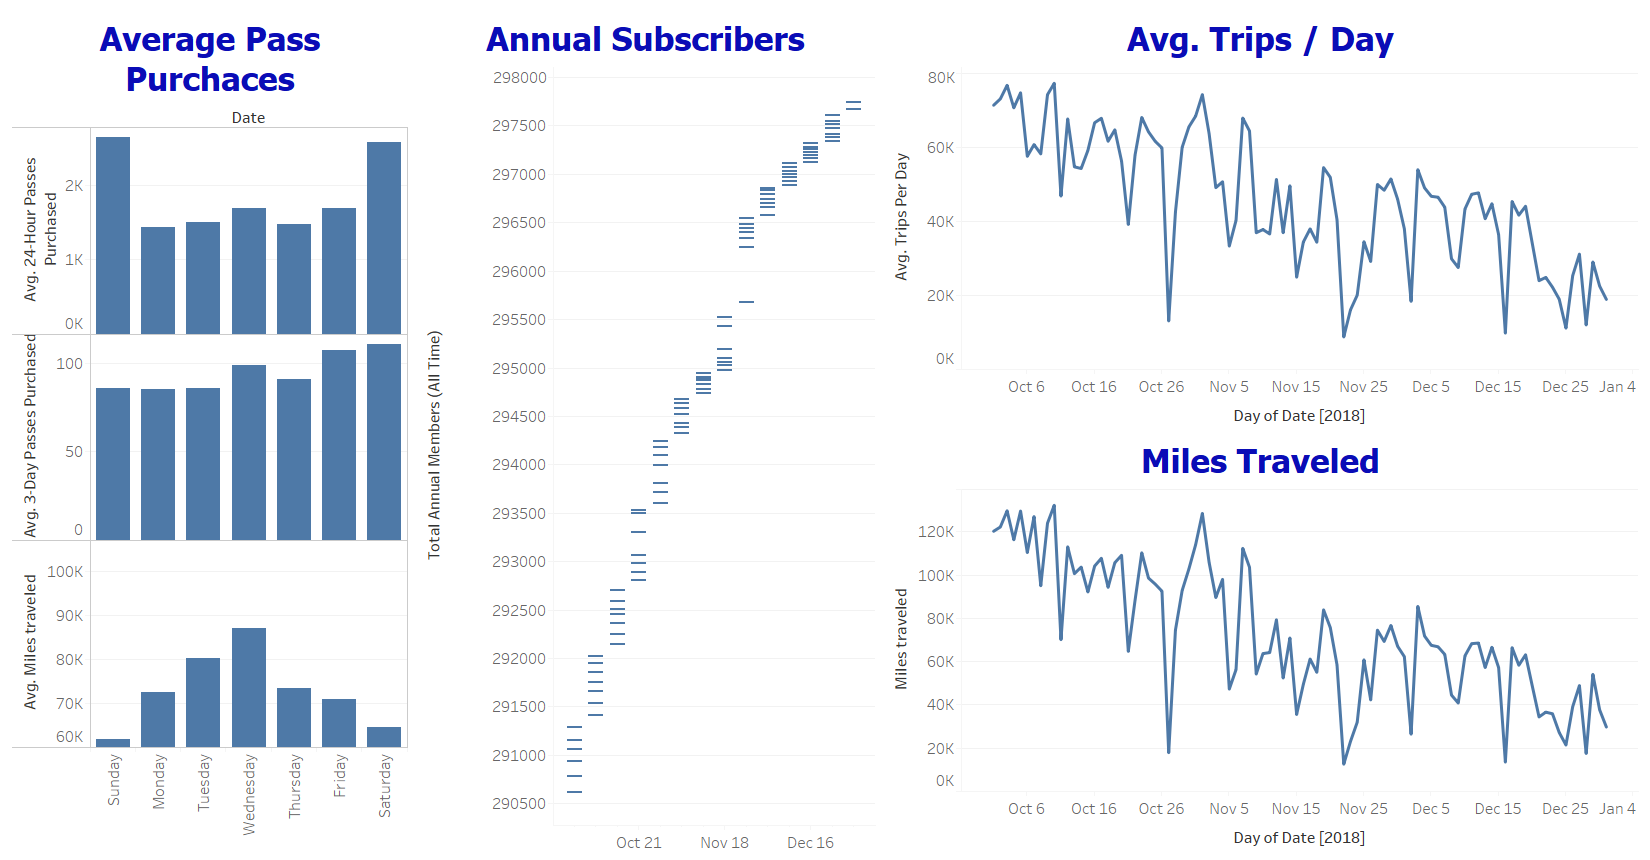 Average Pass
Purchaces
Date
Avg. 24-Hour Passes
Purchased
2K
1K
0K
Avg. 3-Day Passes Purchased
100
50
0
Avg. Miles traveled
100K
90K
80K
70K
60K
Sunday
Monday
Tuesday
Wednesday
Thursday
Friday
Saturday
Annual Subscribers
Total Annual Members (All Time)
298000
297500
297000
296500
296000
295500
295000
294500
294000
293500
293000
292500
292000
291500
291000
290500
Oct 21 Nov 18 Dec 16
Avg. Trips / Day
Avg. Trips Per Day
80K
60K
40K
20K
0K
Oct 6 Oct 16 Oct 26 Nov 5 Nov 15 Nov 25 Dec 5 Dec 15 Dec 25 Jan 4
Day of Date [2018]
Miles Traveled
Miles traveled
120K
100K
80K
60K
40K
20K
0K
Oct 6 Oct 16 Oct 26 Nov 5 Nov 15 Nov 25 Dec 5 Dec 15 Dec 25 Jan 4
Day of Date [2018]